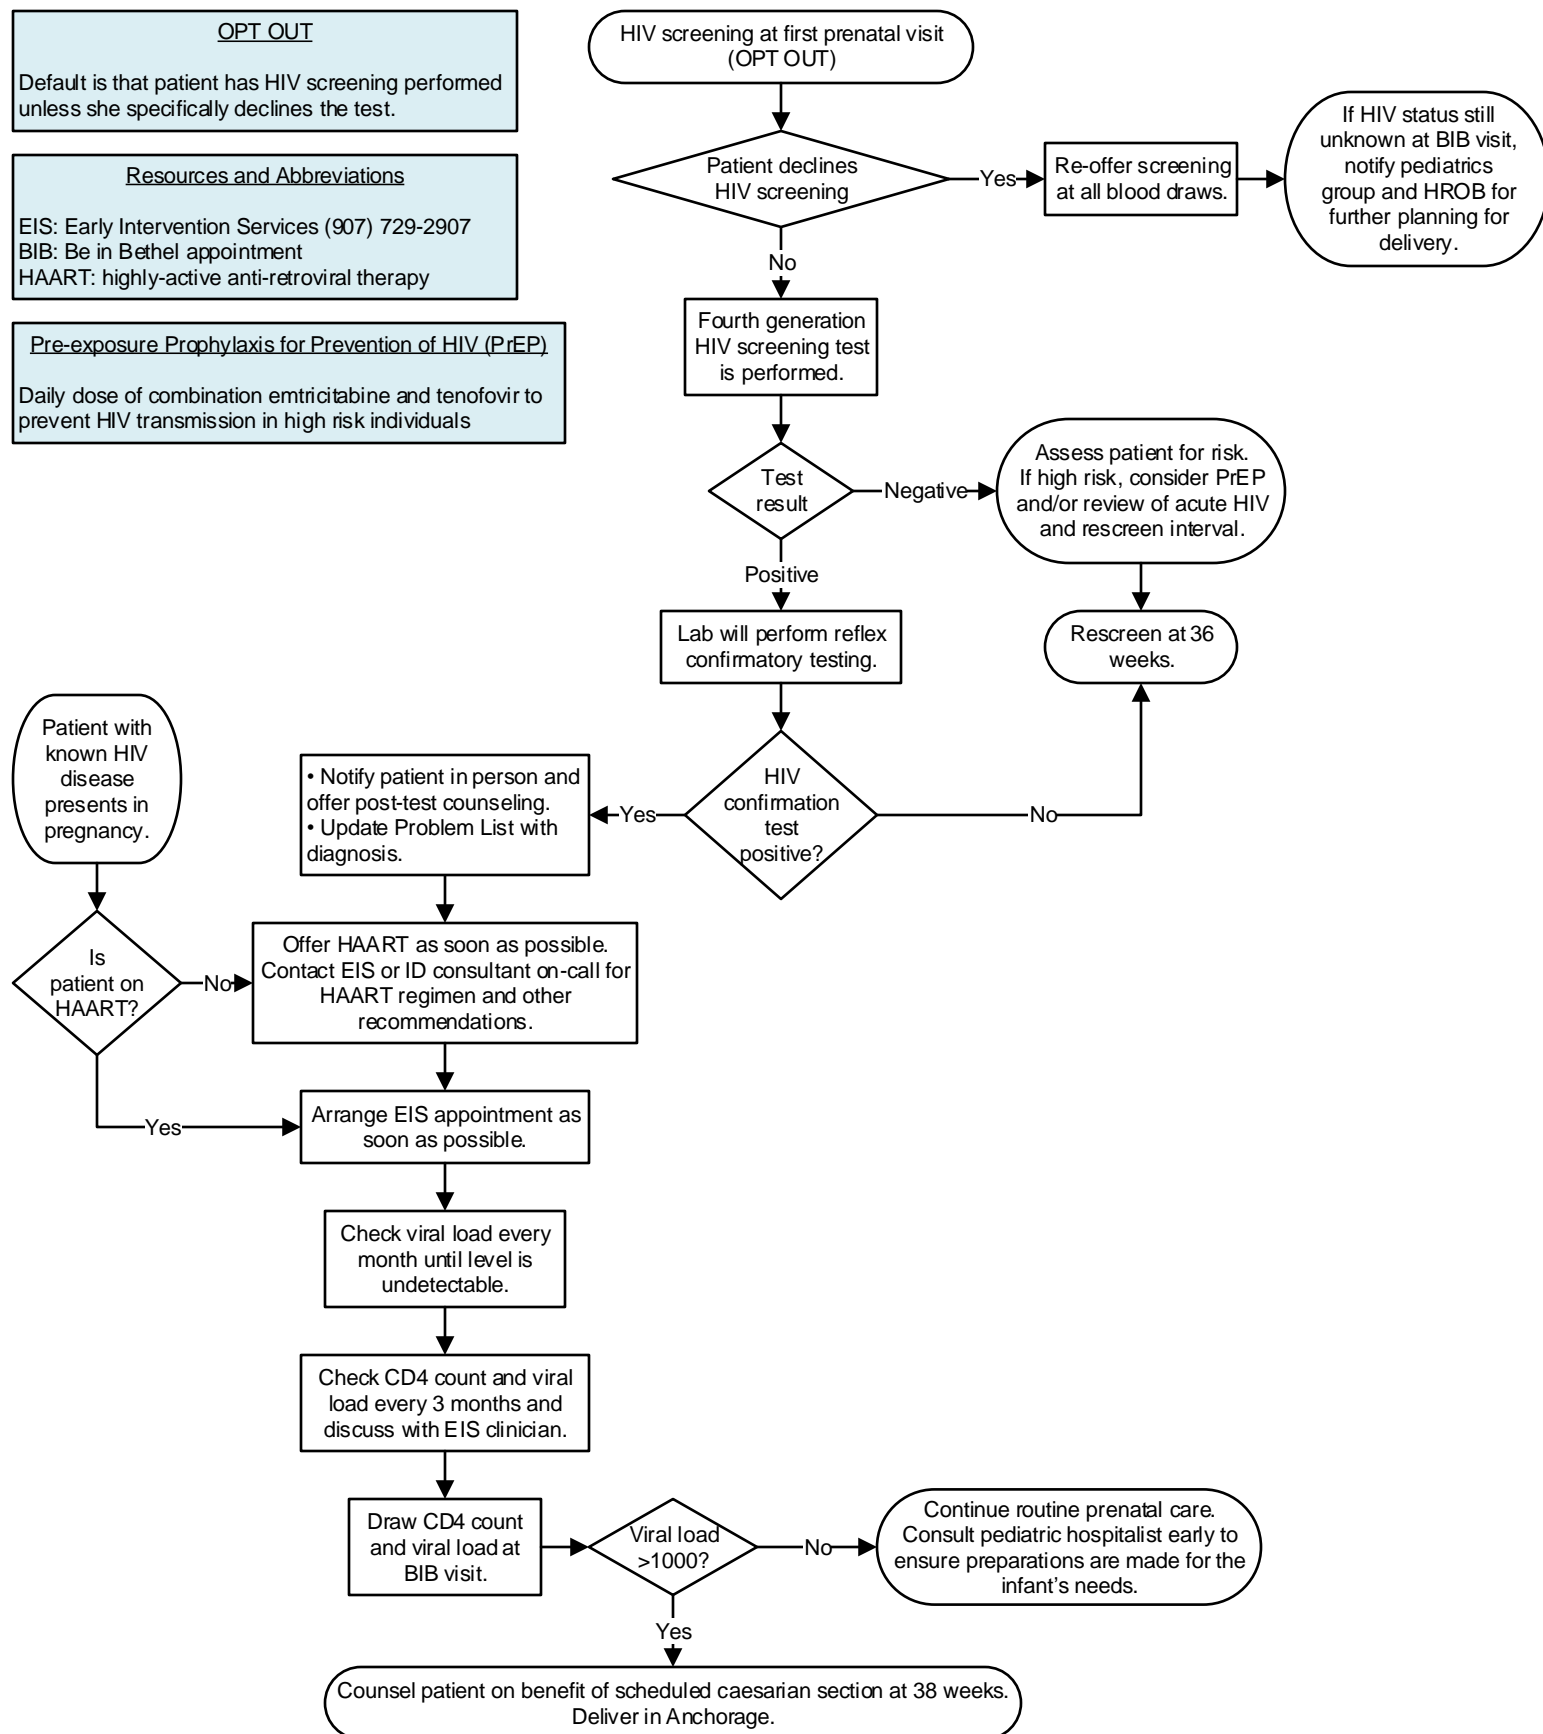 OPT OUT
Default is that patient has HIV screening performed
unless she specifically declines the test.
Resources and Abbreviations
EIS: Early Intervention Services (907) 729-2907
BIB: Be in Bethel appointment
HAART: highly-active anti-retroviral therapy
Pre-exposure Prophylaxis for Prevention of HIV (PrEP)
Daily dose of combination emtricitabine and tenofovir to
prevent HIV transmission in high risk individuals
HIV screening at first prenatal visit
(OPT OUT)
Patient declines
HIV screening
Yes
Re-offer screening
at all blood draws.
If HIV status still
unknown at BIB visit,
notify pediatrics
group and HROB for
further planning for
delivery.
No
Fourth generation
HIV screening test
is performed.
Test
result
Negative
Assess patient for risk.
If high risk, consider PrEP
and/or review of acute HIV
and rescreen interval.
Positive
Lab will perform reflex
confirmatory testing.
Rescreen at 36
weeks.
HIV
confirmation
test
positive?
No
Yes
• Notify patient in person and
offer post-test counseling.
• Update Problem List with
diagnosis.
Patient with
known HIV
disease
presents in
pregnancy.
Is
patient on
HAART?
No
Offer HAART as soon as possible.
Contact EIS or ID consultant on-call for
HAART regimen and other
recommendations.
Yes
Arrange EIS appointment as
soon as possible.
Check viral load every
month until level is
undetectable.
Check CD4 count and viral
load every 3 months and
discuss with EIS clinician.
Draw CD4 count
and viral load at
BIB visit.
Viral load
>1000?
No
Continue routine prenatal care.
Consult pediatric hospitalist early to
ensure preparations are made for the
infant's needs.
Yes
Counsel patient on benefit of scheduled caesarian section at 38 weeks.
Deliver in Anchorage.